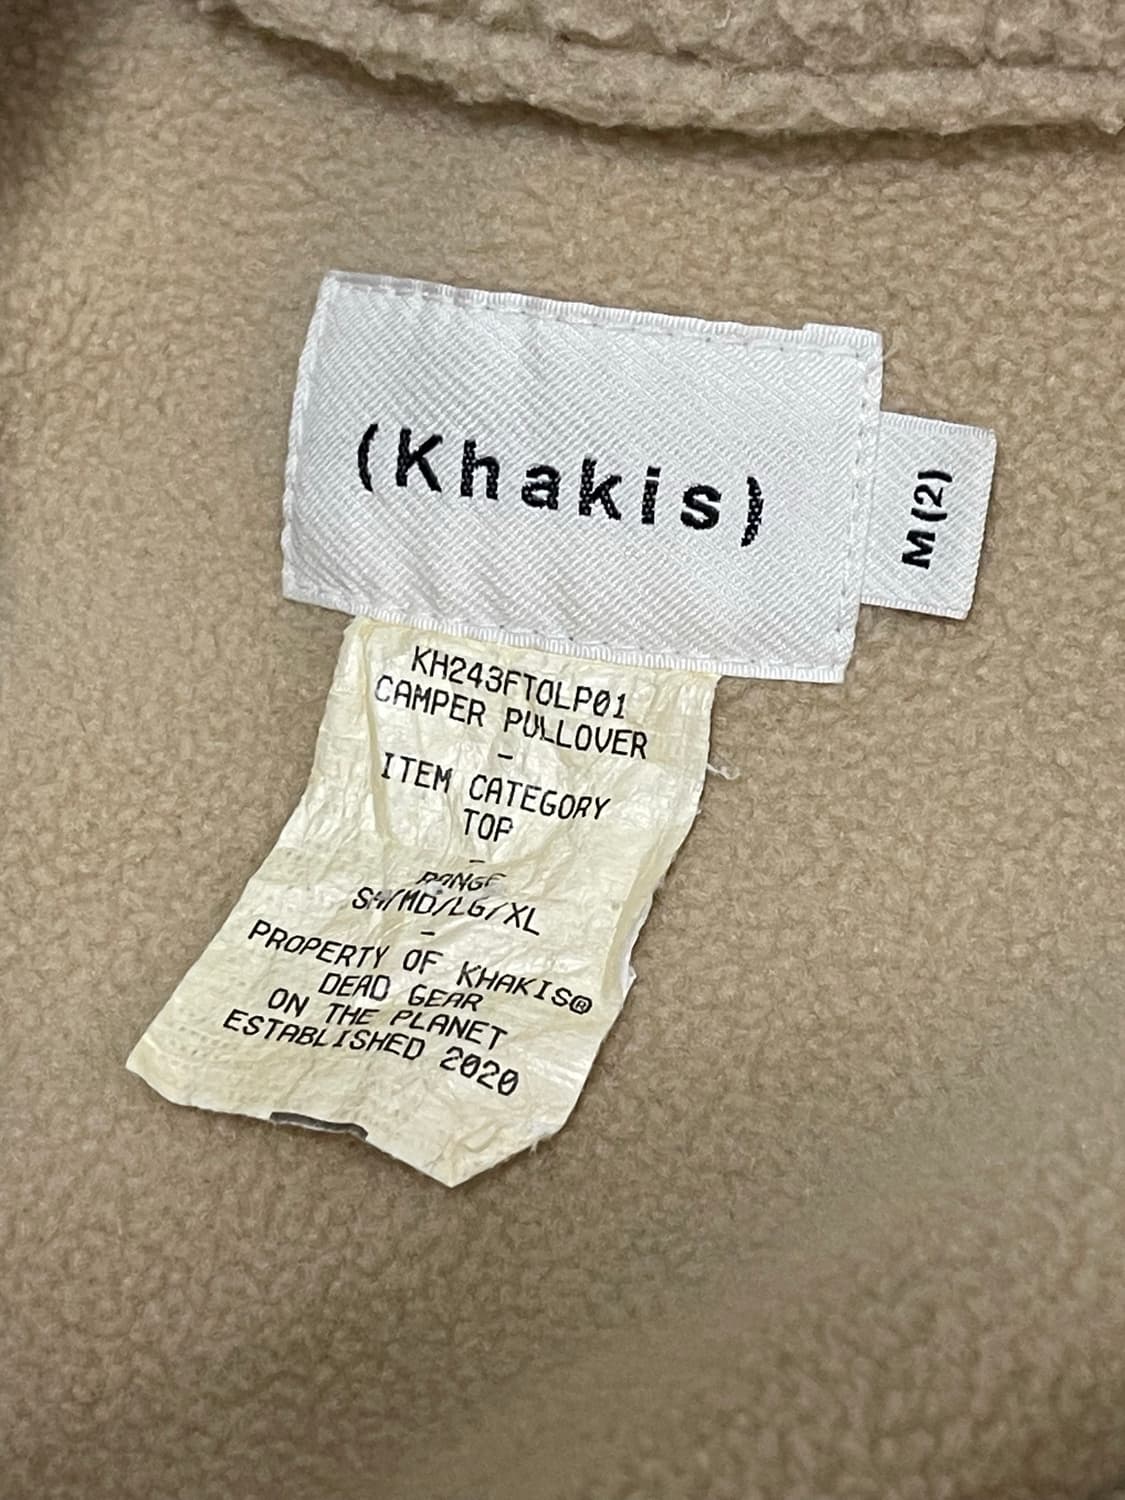 (Khakis)
M(2)
KH243FTOLP01
CAMPER PULLOVER
-
ITEM CATEGORY
TOP
-
RANGE
SM/MD/LG/XL
-
PROPERTY OF KHAKIS®
DEAD GEAR
ON THE PLANET
ESTABLISHED 2020